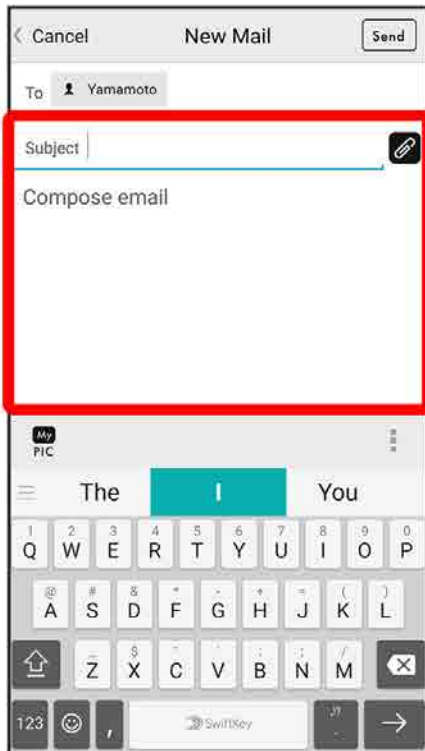 Cancel New Mail Send
To Yamamoto
Subject
Compose email
My
PIC
The I You
1 2 3 4 5 6 7 8 9 0
Q W E R T Y U I O P
@ # & * - + = ( )
A S D F G H J K L
_ $ " ' : ; /
Z X C V B N M
123 , SwiftKey .